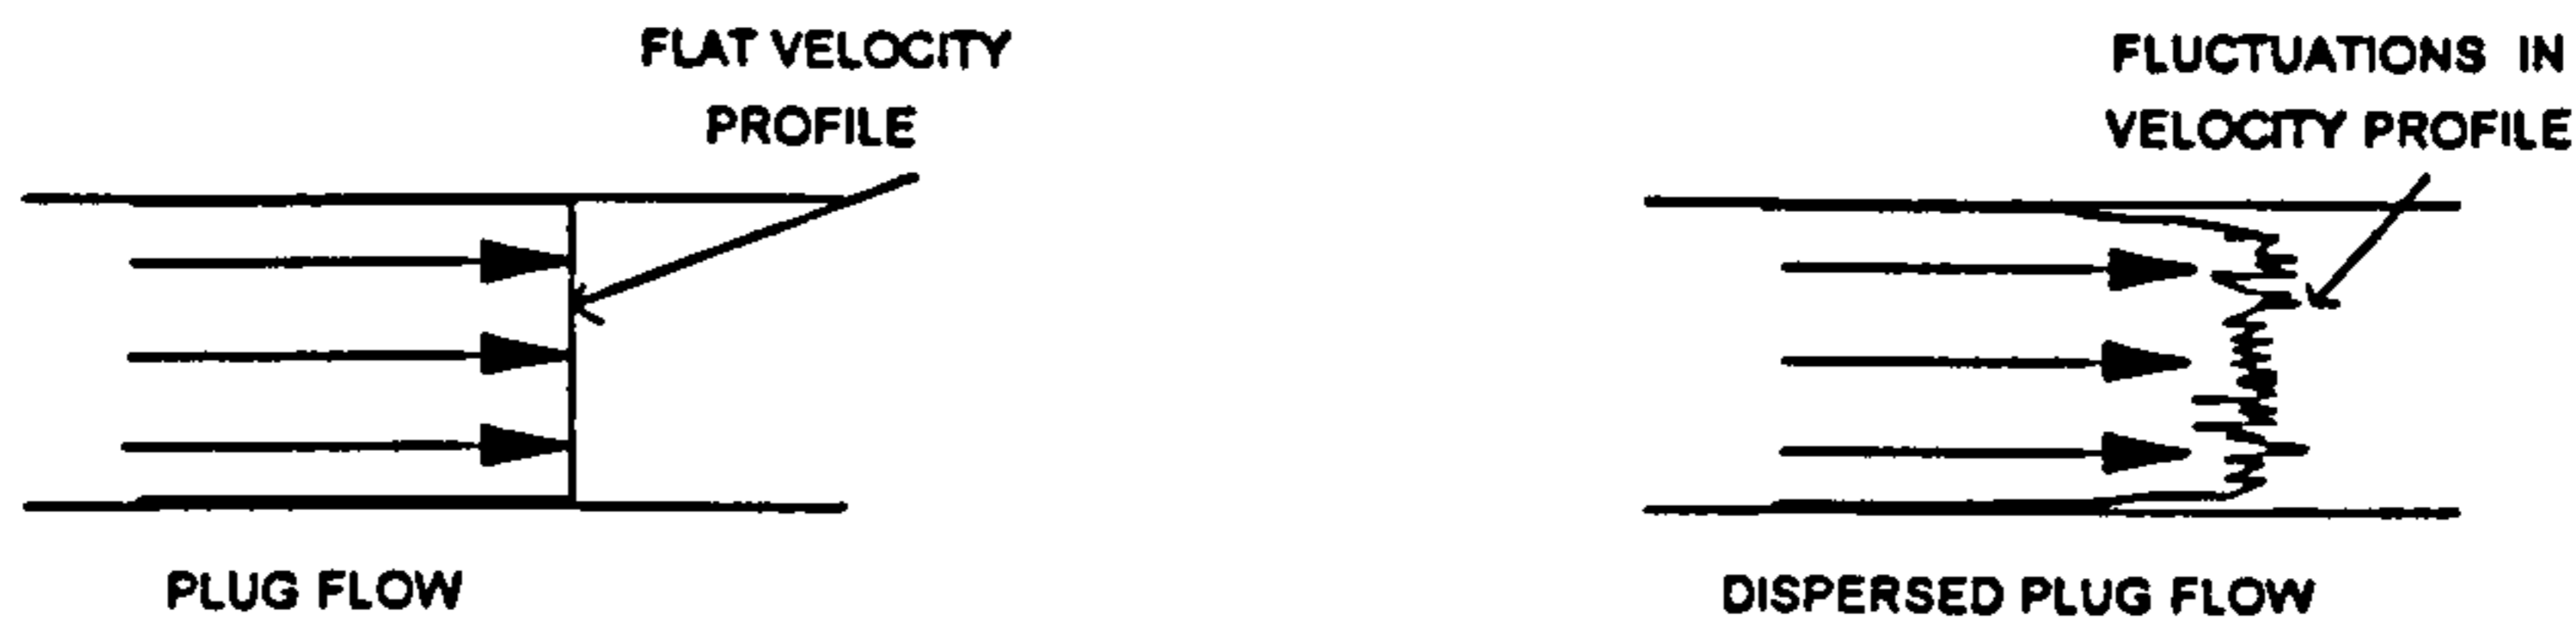 FLAT VELOCITY
PROFILE
PLUG FLOW
FLUCTUATIONS IN
VELOCITY PROFILE
DISPERSED PLUG FLOW